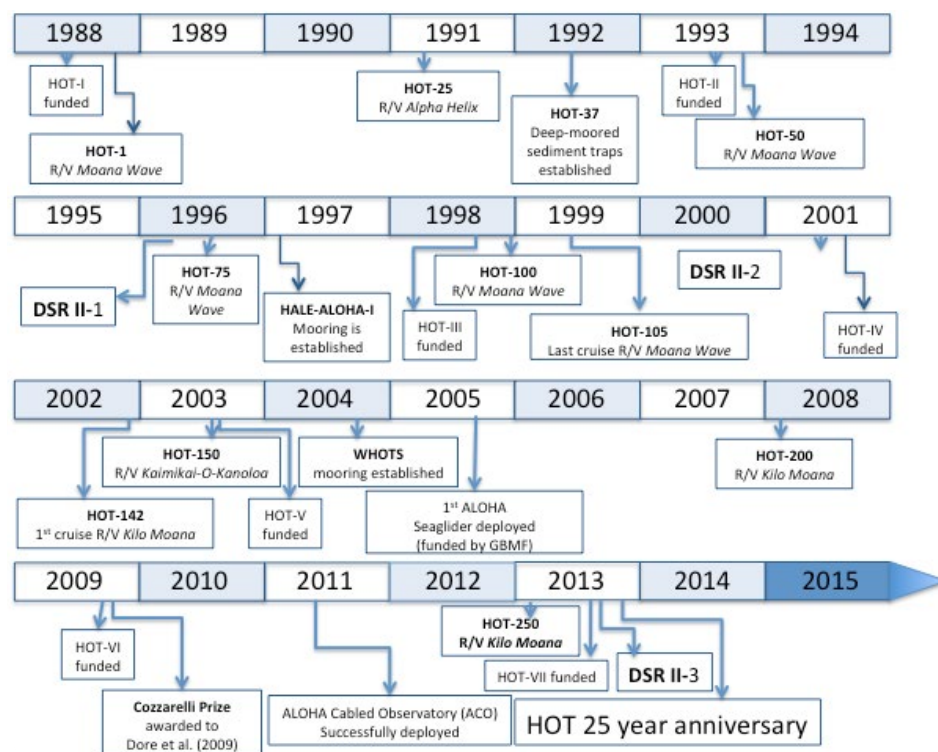 1988 1989 1990 1991 1992 1993 1994
HOT-I
funded
HOT-1
R/V Moana Wave
HOT-25
R/V Alpha Helix
HOT-37
Deep-moored
sediment traps
established
HOT-II
funded
HOT-50
R/V Moana Wave
1995 1996 1997 1998 1999 2000 2001
DSR II-1
HOT-75
R/V Moana
Wave
HALE-ALOHA-I
Mooring is
established
HOT-III
funded
HOT-100
R/V Moana Wave
HOT-105
Last cruise R/V Moana Wave
DSR II-2
HOT-IV
funded
2002 2003 2004 2005 2006 2007 2008
HOT-142
1st cruise R/V Kilo Moana
HOT-150
R/V Kaimikai-O-Kanoloa
HOT-V
funded
WHOTS
mooring established
1st ALOHA
Seaglider deployed
(funded by GBMF)
HOT-200
R/V Kilo Moana
2009 2010 2011 2012 2013 2014 2015
HOT-VI
funded
Cozzarelli Prize
awarded to
Dore et al. (2009)
ALOHA Cabled Observatory (ACO)
Successfully deployed
HOT-250
R/V Kilo Moana
HOT-VII funded
DSR II-3
HOT 25 year anniversary